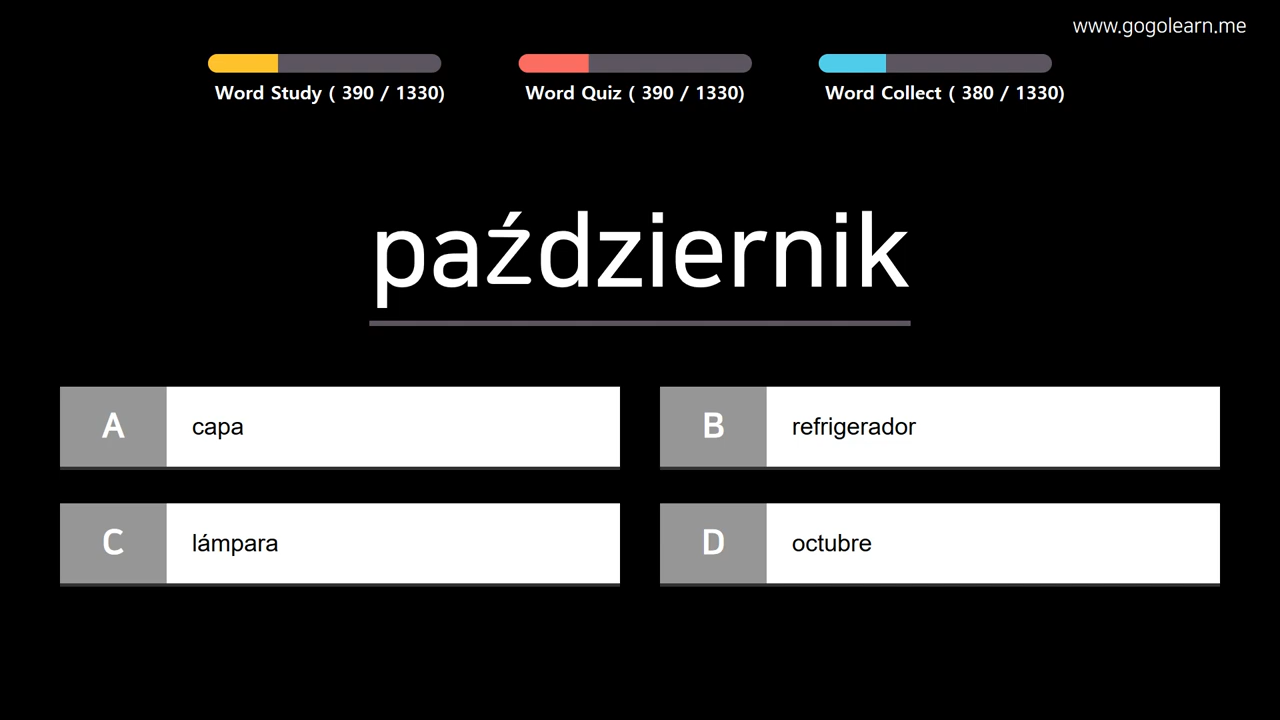 www.gogolearn.me
Word Study ( 390 / 1330)
Word Quiz ( 390 / 1330)
Word Collect ( 380 / 1330)
październik
A
capa
B
refrigerador
C
lámpara
D
octubre